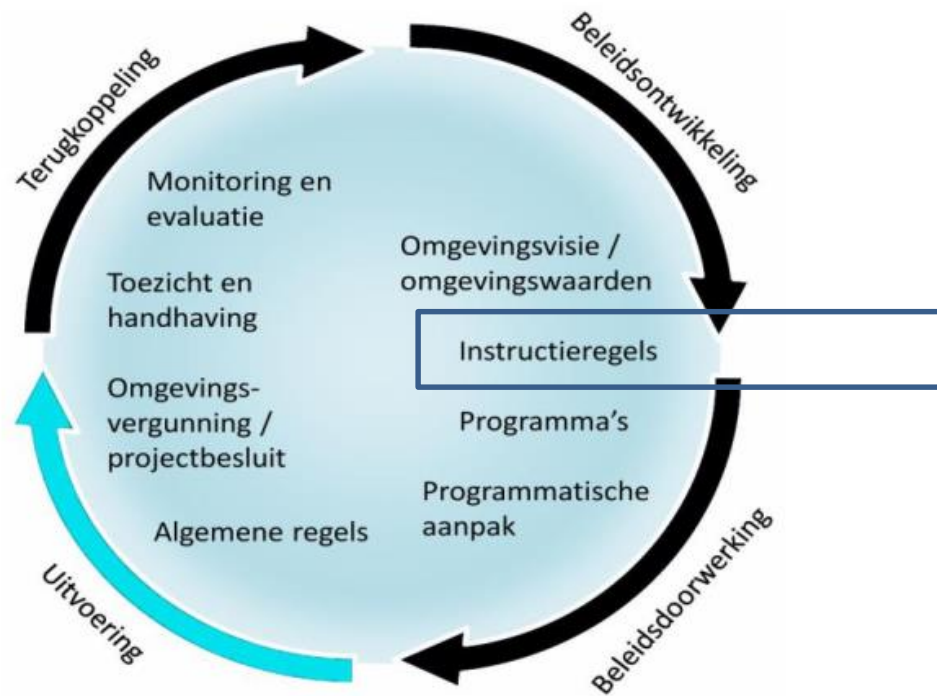 Terugkoppeling
Beleidsontwikkeling
Monitoring en
evaluatie
Omgevingsvisie /
omgevingswaarden
Toezicht en
handhaving
Instructieregels
Omgevings-
vergunning /
projectbesluit
Programma's
Programmatische
aanpak
Algemene regels
Uitvoering
Beleidsdoorwerking